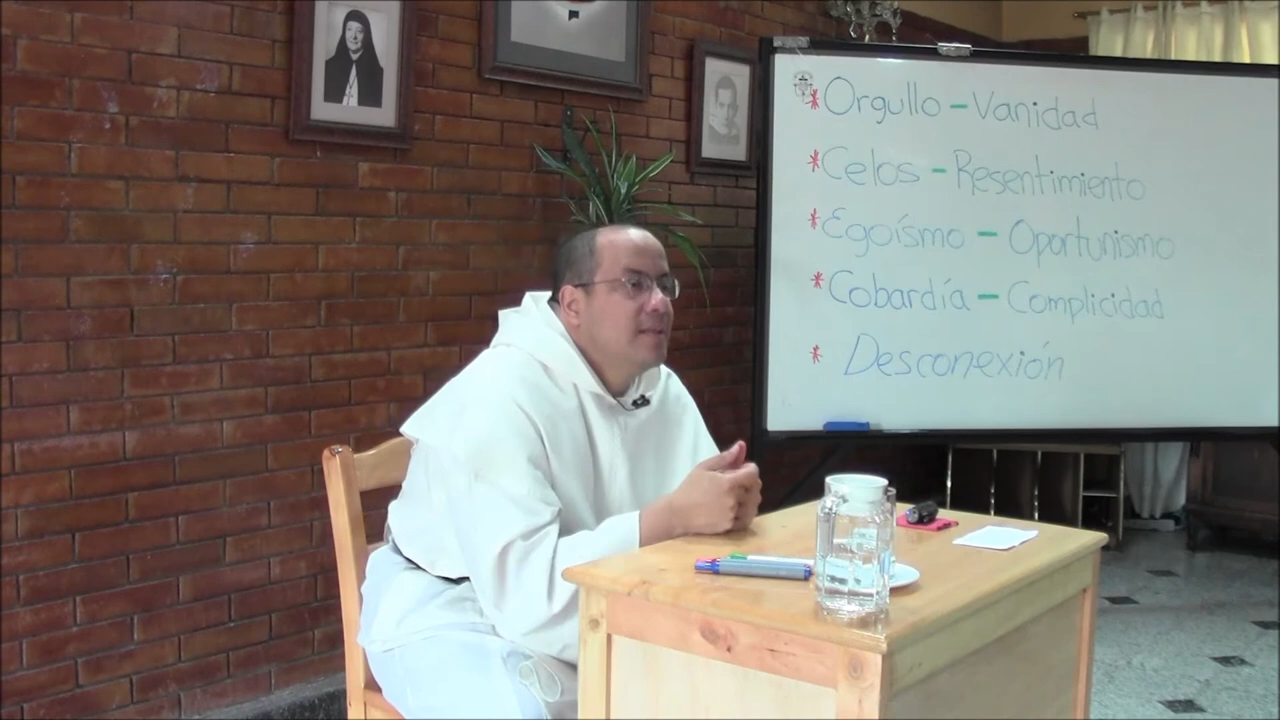 * Orgullo - Vanidad
* Celos - Resentimiento
* Egoísmo - Oportunismo
* Cobardía - Complicidad
* Desconexión